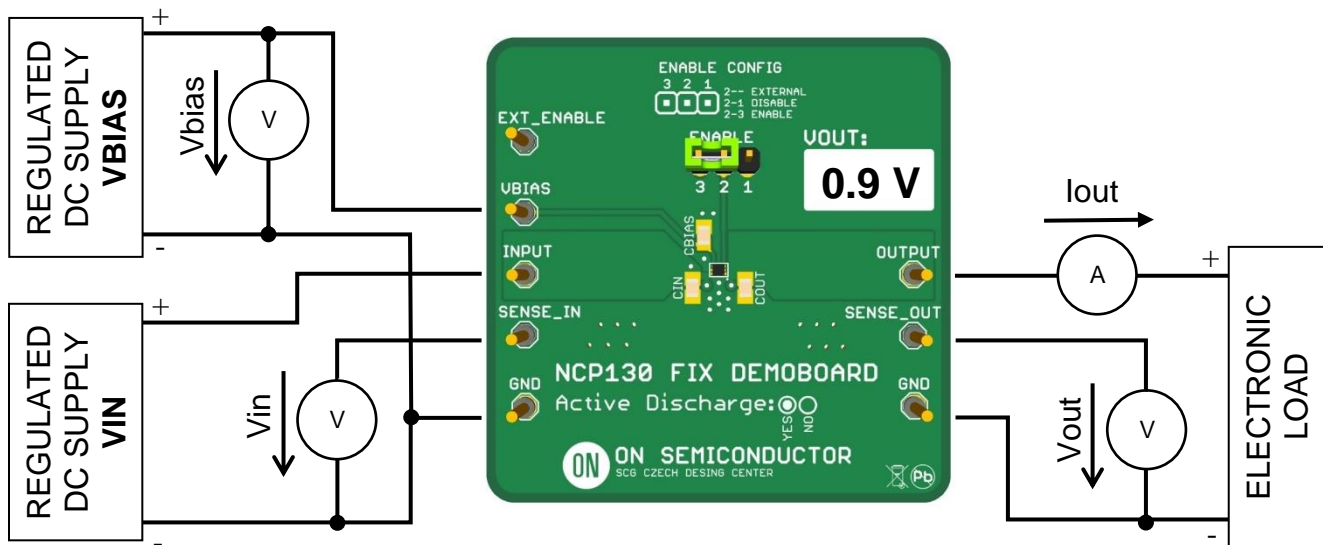 REGULATED
DC SUPPLY
VBIAS
+
-
Vbias
V
REGULATED
DC SUPPLY
VIN
+
-
Vin
V
ENABLE CONFIG
3 2 1
2-- EXTERNAL
2-1 DISABLE
2-3 ENABLE
EXT_ENABLE
ENABLE
3 2 1
VOUT:
0.9 V
VBIAS
CBIAS
INPUT
OUTPUT
CIN
COUT
SENSE_IN
SENSE_OUT
NCP130 FIX DEMOBOARD
GND
GND
Active Discharge:
YES
NO
ON
ON SEMICONDUCTOR
SCG CZECH DESING CENTER
Pb
Iout
A
+
-
Vout
V
ELECTRONIC
LOAD